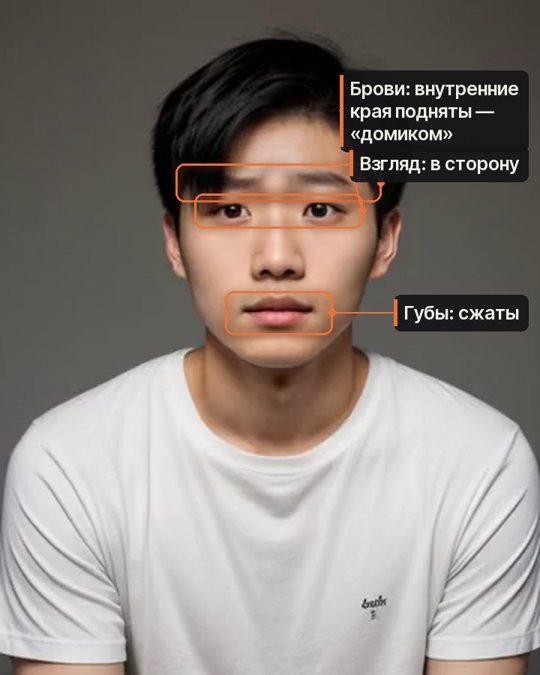 Брови: внутренние
края подняты —
«домиком»
Взгляд: в сторону
Губы: сжаты